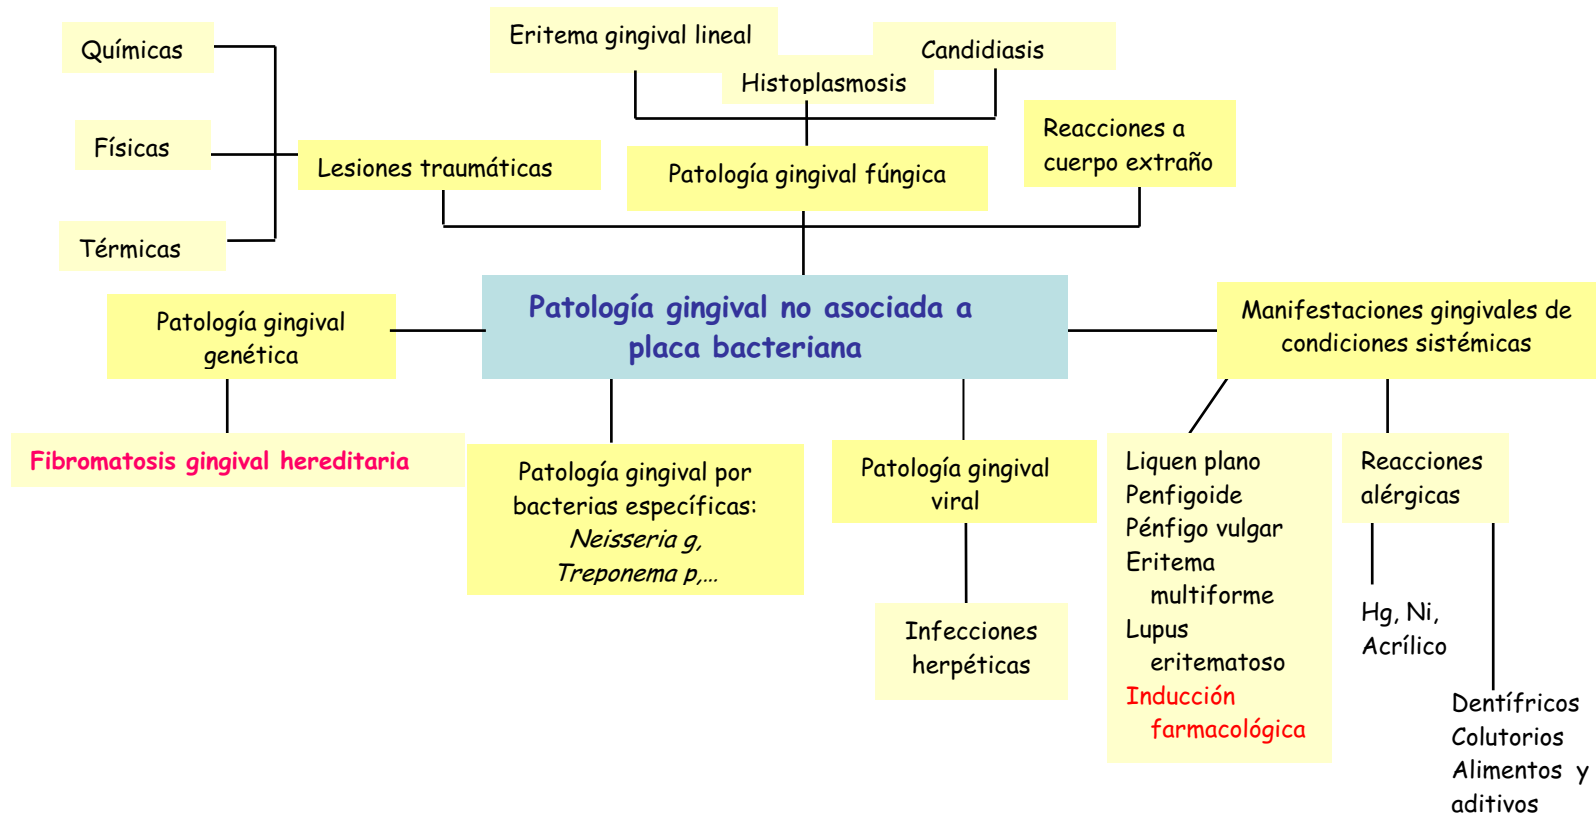 Químicas
Eritema gingival lineal
Candidiasis
Histoplasmosis
Físicas
Lesiones traumáticas
Patología gingival fúngica
Reacciones a
cuerpo extraño
Térmicas
Patología gingival no asociada a
placa bacteriana
Patología gingival
genética
Manifestaciones gingivales de
condiciones sistémicas
Fibromatosis gingival hereditaria
Patología gingival por
bacterias específicas:
Neisseria g,
Treponema p,...
Patología gingival
viral
Infecciones
herpéticas
Liquen plano
Penfigoide
Pénfigo vulgar
Eritema
multiforme
Lupus
eritematoso
Inducción
farmacológica
Reacciones
alérgicas
Hg, Ni,
Acrílico
Dentífricos
Colutorios
Alimentos y
aditivos